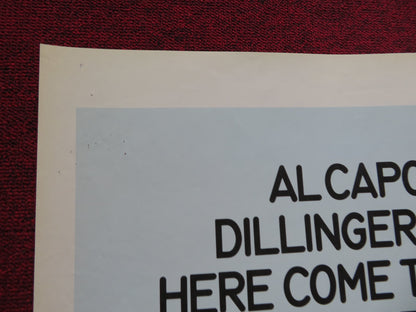 AL CAPO
DILLINGER
HERE COME T